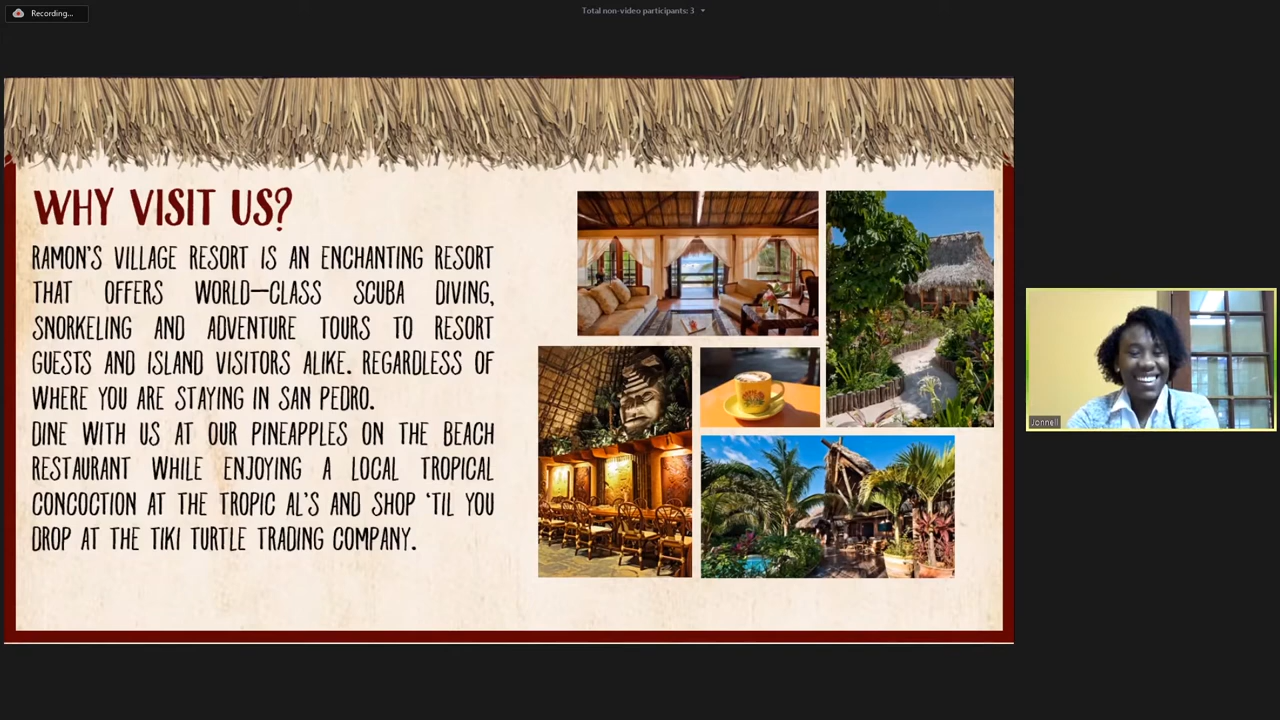 Recording...
Total non-video participants: 3
WHY VISIT US?
RAMON'S VILLAGE RESORT IS AN ENCHANTING RESORT
THAT OFFERS WORLD–CLASS SCUBA DIVING,
SNORKELING AND ADVENTURE TOURS TO RESORT
GUESTS AND ISLAND VISITORS ALIKE. REGARDLESS OF
WHERE YOU ARE STAYING IN SAN PEDRO.
DINE WITH US AT OUR PINEAPPLES ON THE BEACH
RESTAURANT WHILE ENJOYING A LOCAL TROPICAL
CONCOCTION AT THE TROPIC AL'S AND SHOP ‘TIL YOU
DROP AT THE TIKI TURTLE TRADING COMPANY.
Jonnell